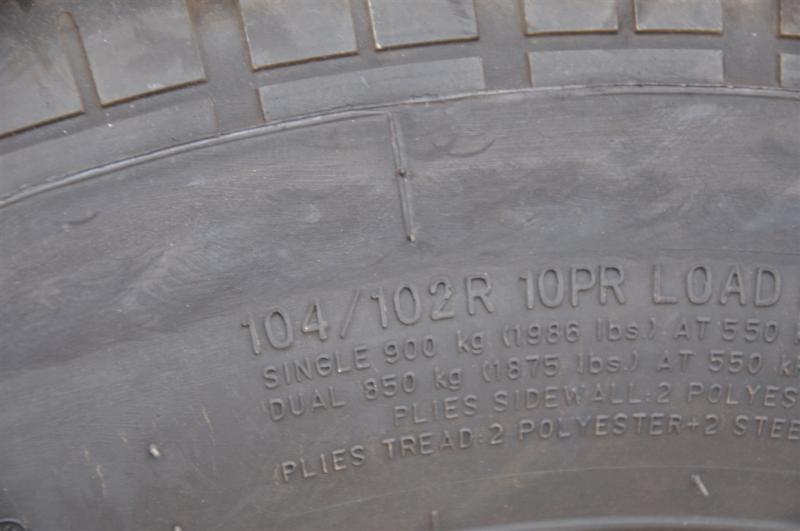 104/102R 10PR LOAD
SINGLE 900 kg (1986 lbs.) AT 550
DUAL 850 kg (1875 lbs.) AT 550
PLIES SIDEWALL:2 POLYES
PLIES TREAD:2 POLYESTER+2 STEE